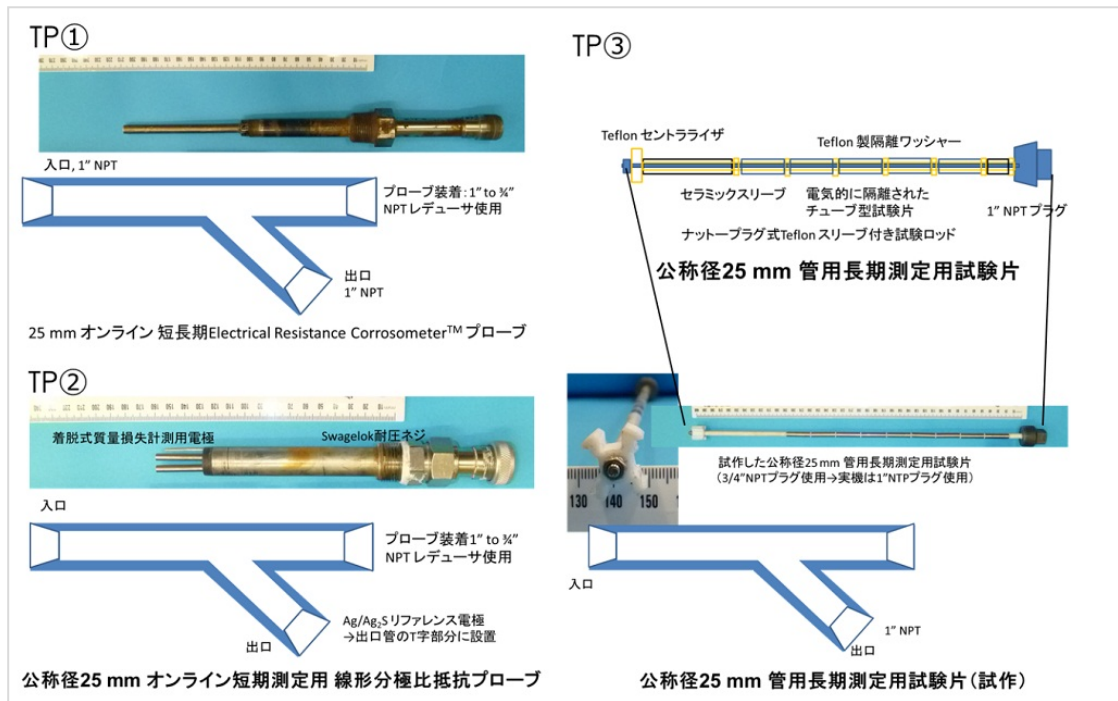 TP①
入口, 1" NPT
プローブ装着：1" to ¾"
NPT レデューサ使用
出口
1" NPT
25 mm オンライン 短長期Electrical Resistance Corrosometer™ プローブ
TP②
着脱式質量損失計測用電極
Swagelok耐圧ネジ
入口
プローブ装着1" to ¾"
NPT レデューサ使用
Ag/Ag₂S リファレンス電極
→出口管のT字部分に設置
出口
公称径25 mm オンライン短期測定用 線形分極比抵抗プローブ
TP③
Teflon セントラライザ
Teflon 製隔離ワッシャー
セラミックスリーブ
電気的に隔離された
チューブ型試験片
1" NPT プラグ
ナットープラグ式Teflon スリーブ付き試験ロッド
公称径25 mm 管用長期測定用試験片
130 140 150
試作した公称径25 mm 管用長期測定用試験片
（3/4"NPTプラグ使用→実機は1"NTPプラグ使用）
入口
1" NPT
出口
公称径25 mm 管用長期測定用試験片（試作）